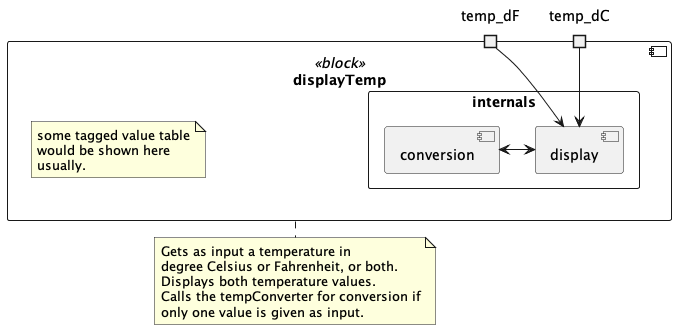 temp_dF temp_dC
«block»
displayTemp
internals
some tagged value table
would be shown here
usually.
conversion
display
Gets as input a temperature in
degree Celsius or Fahrenheit, or both.
Displays both temperature values.
Calls the tempConverter for conversion if
only one value is given as input.